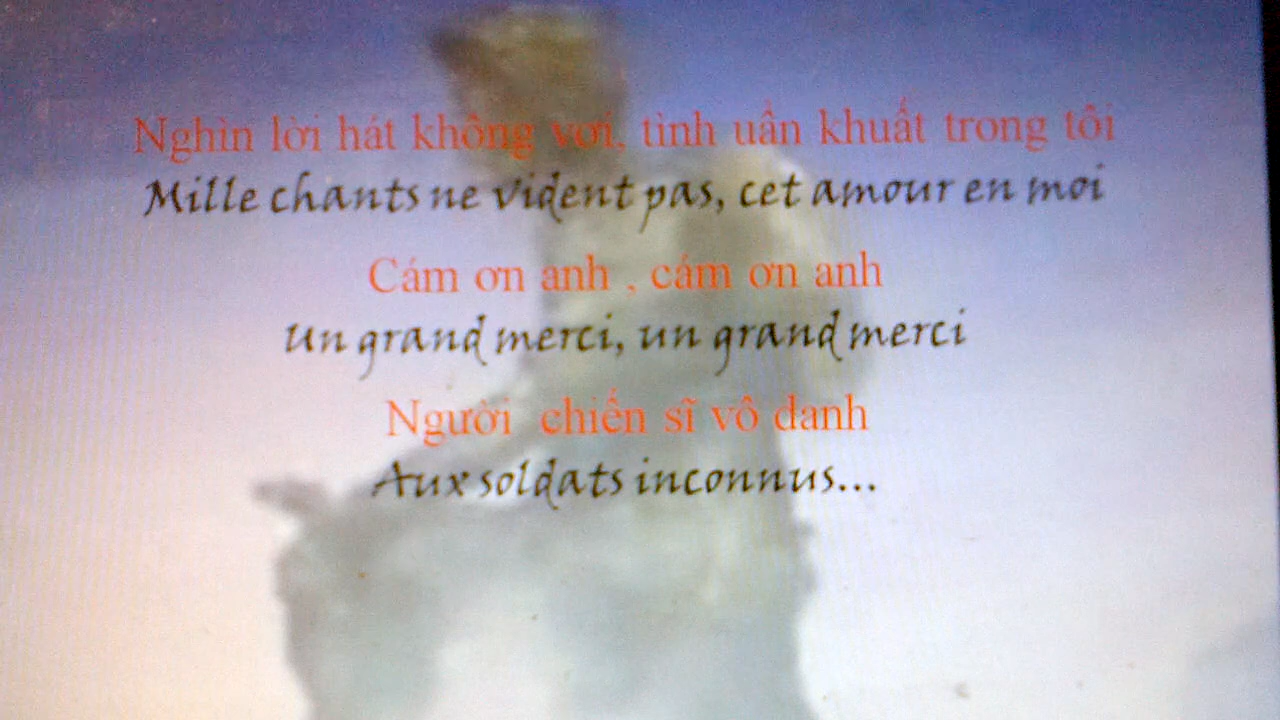 Nghìn lời hát không vơi, tình uẩn khuất trong tôi
Mille chants ne vident pas, cet amour en moi
Cám ơn anh , cám ơn anh
un grand merci, un grand merci
Người chiến sĩ vô danh
Aux soldats inconnus...